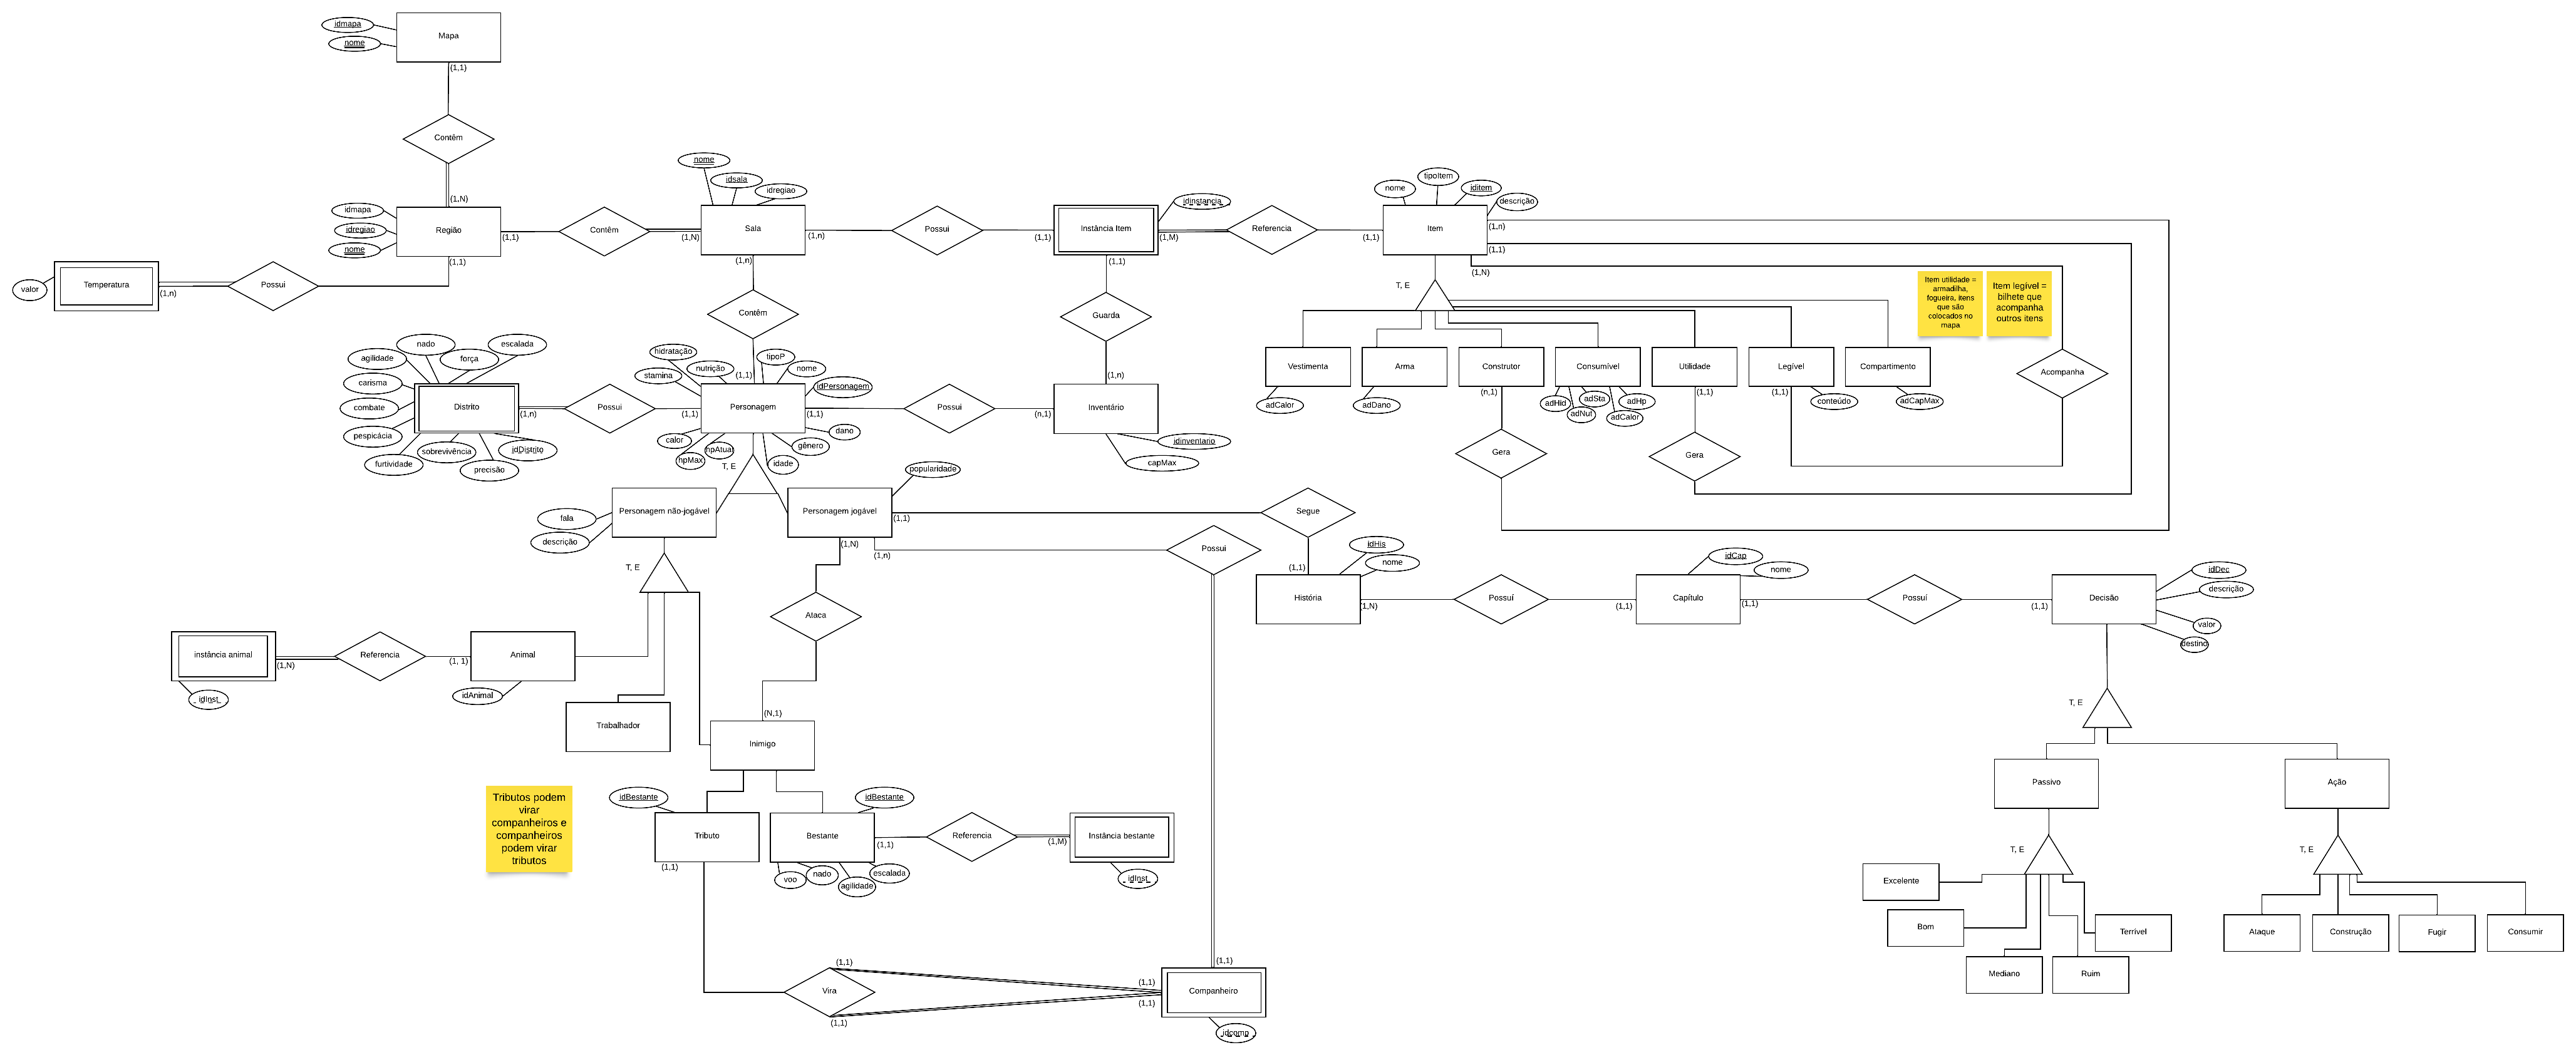 idmapa
nome
Mapa
(1,1)
Contêm
(1,N)
idmapa
idregiao
nome
Região
(1,1)
(1,1)
Contêm
(1,N)
nome
idsala
idregiao
Sala
(1,n)
(1,n)
Possui
(1,1)
Instância Item
idinstancia
(1,M)
(1,1)
Referencia
(1,1)
nome
tipoItem
iditem
descrição
Item
(1,n)
(1,1)
(1,N)
valor
Temperatura
(1,n)
Possui
Contêm
(1,1)
Guarda
(1,n)
T, E
Item utilidade =
armadilha,
fogueira, itens
que são
colocados no
mapa
Item legível =
bilhete que
acompanha
outros itens
Acompanha
Vestimenta
adCalor
Arma
adDano
Construtor
(n,1)
Consumível
adHid
adNut
adSta
adCalor
adHp
Utilidade
(1,1)
Legível
(1,1)
conteúdo
Compartimento
adCapMax
Gera
Gera
nado
escalada
agilidade
força
carisma
combate
pespicácia
furtividade
sobrevivência
precisão
idDistrito
Distrito
(1,n)
Possui
(1,1)
hidratação
nutrição
stamina
tipoP
nome
idPersonagem
Personagem
(1,1)
calor
hpMax
hpAtual
idade
gênero
dano
Possui
(n,1)
Inventário
idinventario
capMax
T, E
popularidade
Personagem não-jogável
fala
descrição
Personagem jogável
(1,1)
(1,N)
(1,n)
Segue
(1,1)
Possui
idHis
nome
História
(1,N)
Possuí
(1,1)
idCap
nome
Capítulo
(1,1)
Possuí
(1,1)
idDec
descrição
valor
destino
Decisão
T, E
Ataca
(N,1)
instância animal
idInst
(1,N)
Referencia
(1, 1)
Animal
idAnimal
Trabalhador
Inimigo
T, E
Passivo
Ação
T, E
T, E
Excelente
Bom
Mediano
Ruim
Terrível
Ataque
Construção
Fugir
Consumir
Tributos podem
virar
companheiros e
companheiros
podem virar
tributos
idBestante
Tributo
(1,1)
idBestante
Bestante
(1,1)
voo
nado
agilidade
escalada
Referencia
(1,M)
Instância bestante
idInst
Vira
(1,1)
(1,1)
(1,1)
(1,1)
(1,1)
Companheiro
idcomp